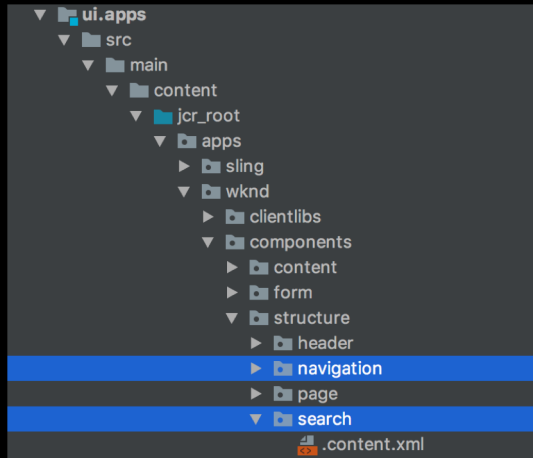 ui.apps
src
main
content
jcr_root
apps
sling
wknd
clientlibs
components
content
form
structure
header
navigation
page
search
.content.xml